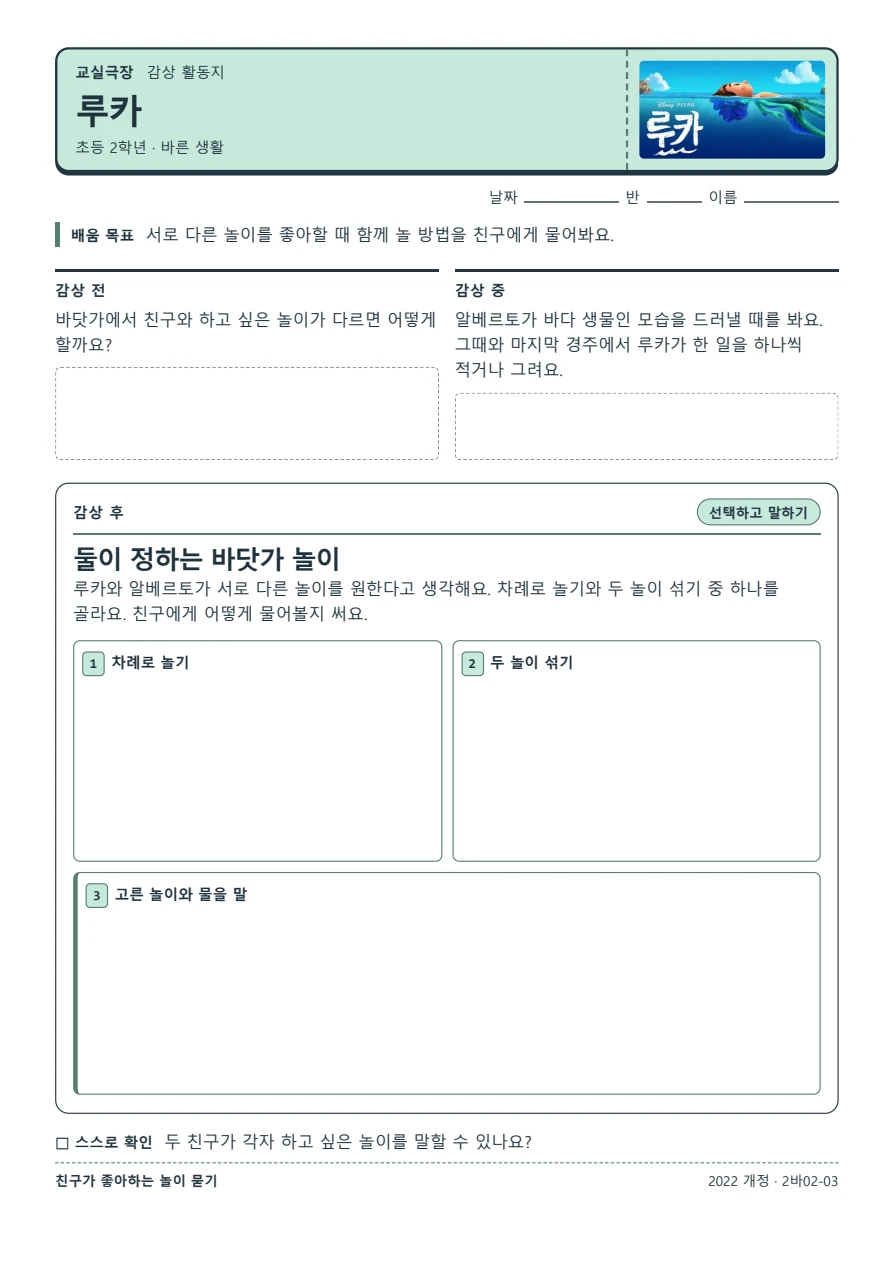 교실극장 감상 활동지
루카
초등 2학년 · 바른 생활
Disney PIXAR
루카
날짜 반 이름
배움 목표 서로 다른 놀이를 좋아할 때 함께 놀 방법을 친구에게 물어봐요.
감상 전
바닷가에서 친구와 하고 싶은 놀이가 다르면 어떻게
할까요?
감상 중
알베르토가 바다 생물인 모습을 드러낼 때를 봐요.
그때와 마지막 경주에서 루카가 한 일을 하나씩
적거나 그려요.
감상 후
선택하고 말하기
둘이 정하는 바닷가 놀이
루카와 알베르토가 서로 다른 놀이를 원한다고 생각해요. 차례로 놀기와 두 놀이 섞기 중 하나를
골라요. 친구에게 어떻게 물어볼지 써요.
1 차례로 놀기
2 두 놀이 섞기
3 고른 놀이와 물을 말
스스로 확인 두 친구가 각자 하고 싶은 놀이를 말할 수 있나요?
친구가 좋아하는 놀이 묻기
2022 개정 · 2바02-03